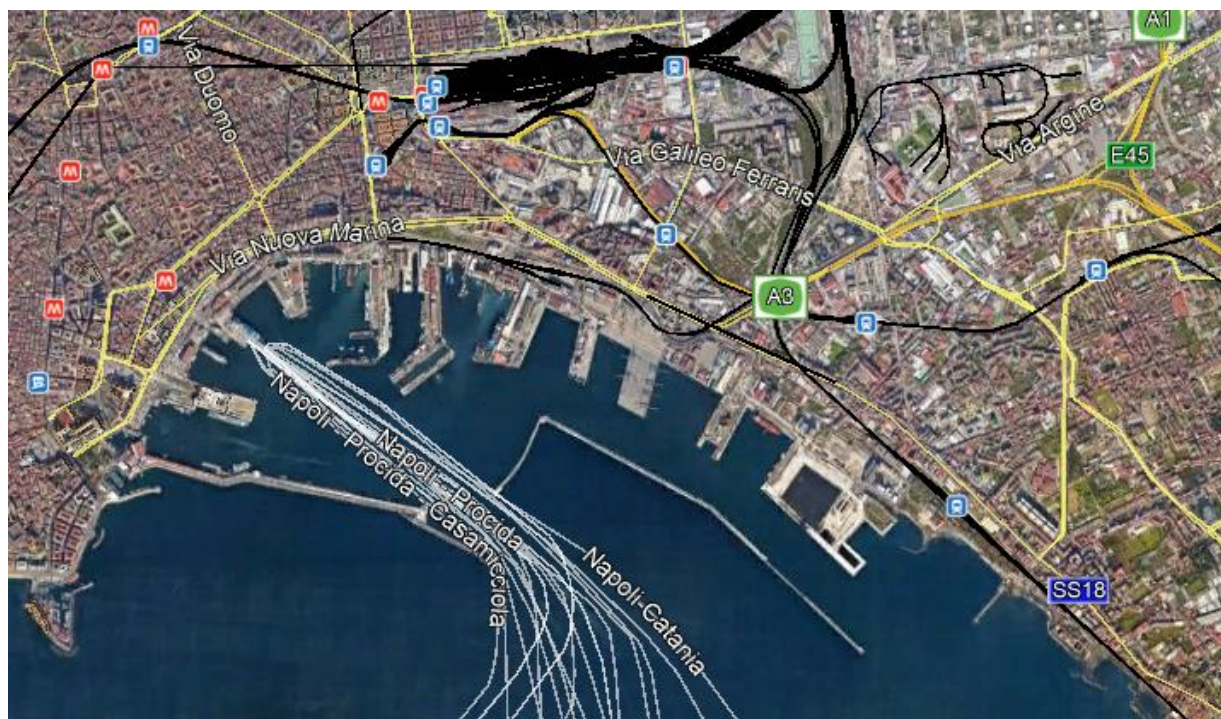 A1
Via Duomo
Via Argine
E45
Via Galileo Ferraris
Via Nuova Marina
A3
Napoli - Procida - Casamicciola
Napoli - Procida
Napoli-Catania
SS18